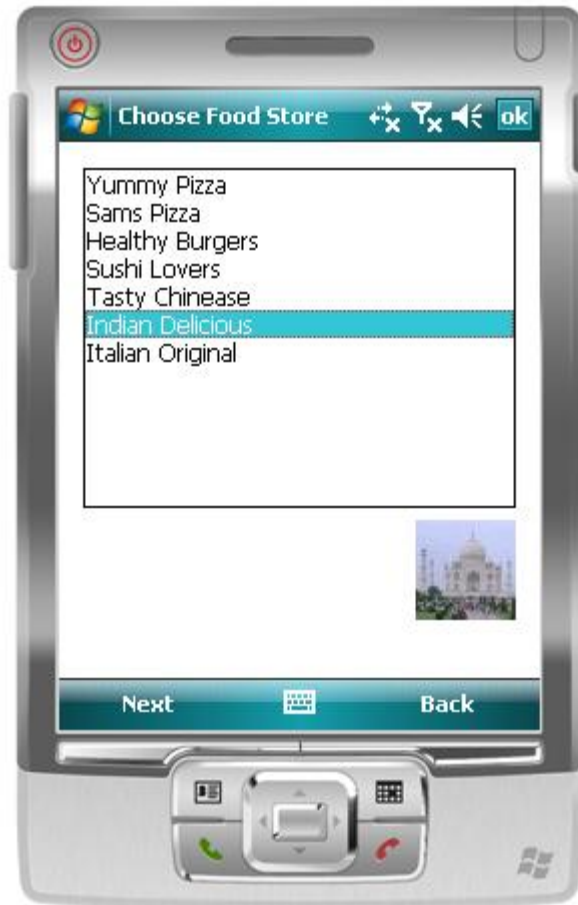 Choose Food Store ok
Yummy Pizza
Sams Pizza
Healthy Burgers
Sushi Lovers
Tasty Chinease
Indian Delicious
Italian Original
Next Back